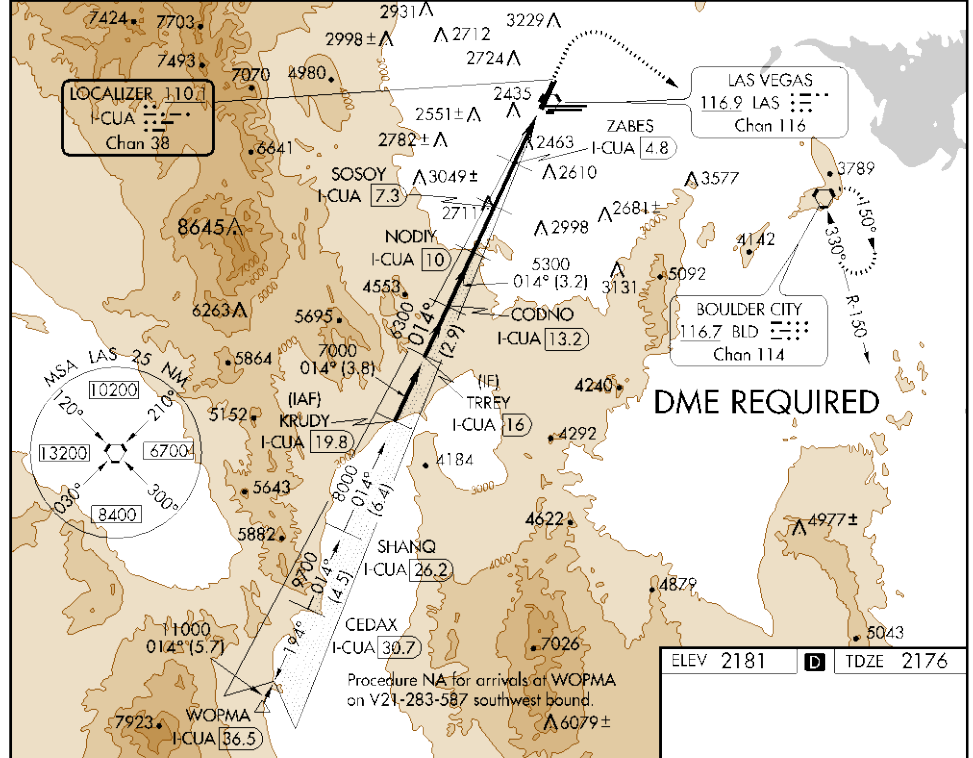 7424
7703
2931
3229
2998 ±
2712
7493
2724
7070
4980
LOCALIZER 110.1
I-CUA
Chan 38
2435
LAS VEGAS
116.9 LAS
Chan 116
2551 ±
ZABES
I-CUA 4.8
2782 ±
2463
6641
SOSOY
I-CUA 7.3
3049 ±
2610
3577
3789
2711
2681 ±
8645
2998
NODIY
I-CUA 10
150°
330°
4142
5300
014° (3.2)
3131
5092
4553
6300
014°
(2.9)
CODNO
I-CUA 13.2
BOULDER CITY
116.7 BLD
Chan 114
R-150
6263
5695
7000
014° (3.8)
5864
MSA LAS 25 NM
10200
120°
210°
13200
6700
030°
300°
8400
(IAF)
KRUDY
I-CUA 19.8
(IF)
TRREY
I-CUA 16
4240
DME REQUIRED
5152
4292
4184
3000
5643
8000
014°
(6.4)
5882
4622
4977 ±
SHANQ
I-CUA 26.2
9700
014°
(4.5)
4879
CEDAX
I-CUA 30.7
194°
11000
014° (5.7)
7026
5043
Procedure NA for arrivals at WOPMA
on V21-283-587 southwest bound.
ELEV 2181 D TDZE 2176
WOPMA
I-CUA 36.5
7923
6079 ±